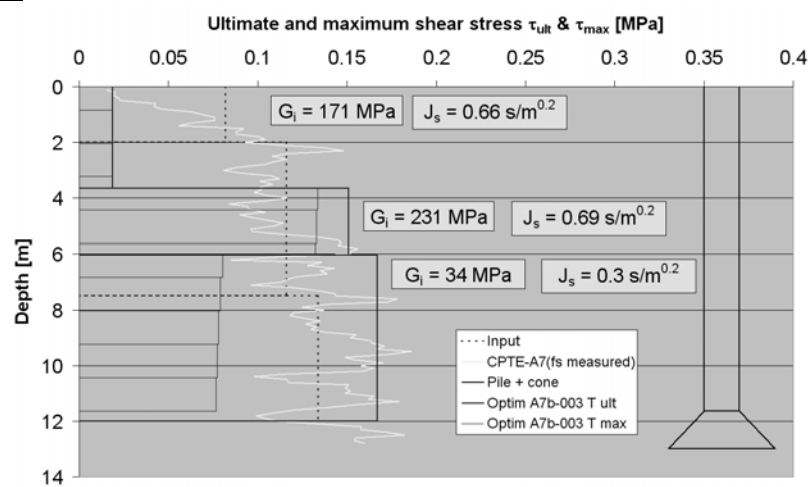 Ultimate and maximum shear stress τult & τmax [MPa]
0 0.05 0.1 0.15 0.2 0.25 0.3 0.35 0.4
0
Gi = 171 MPa Js = 0.66 s/m0.2
2
4
Gi = 231 MPa Js = 0.69 s/m0.2
6
Gi = 34 MPa Js = 0.3 s/m0.2
Depth [m]
8
10
12
14
Input
CPTE-A7(fs measured)
Pile + cone
Optim A7b-003 T ult
Optim A7b-003 T max